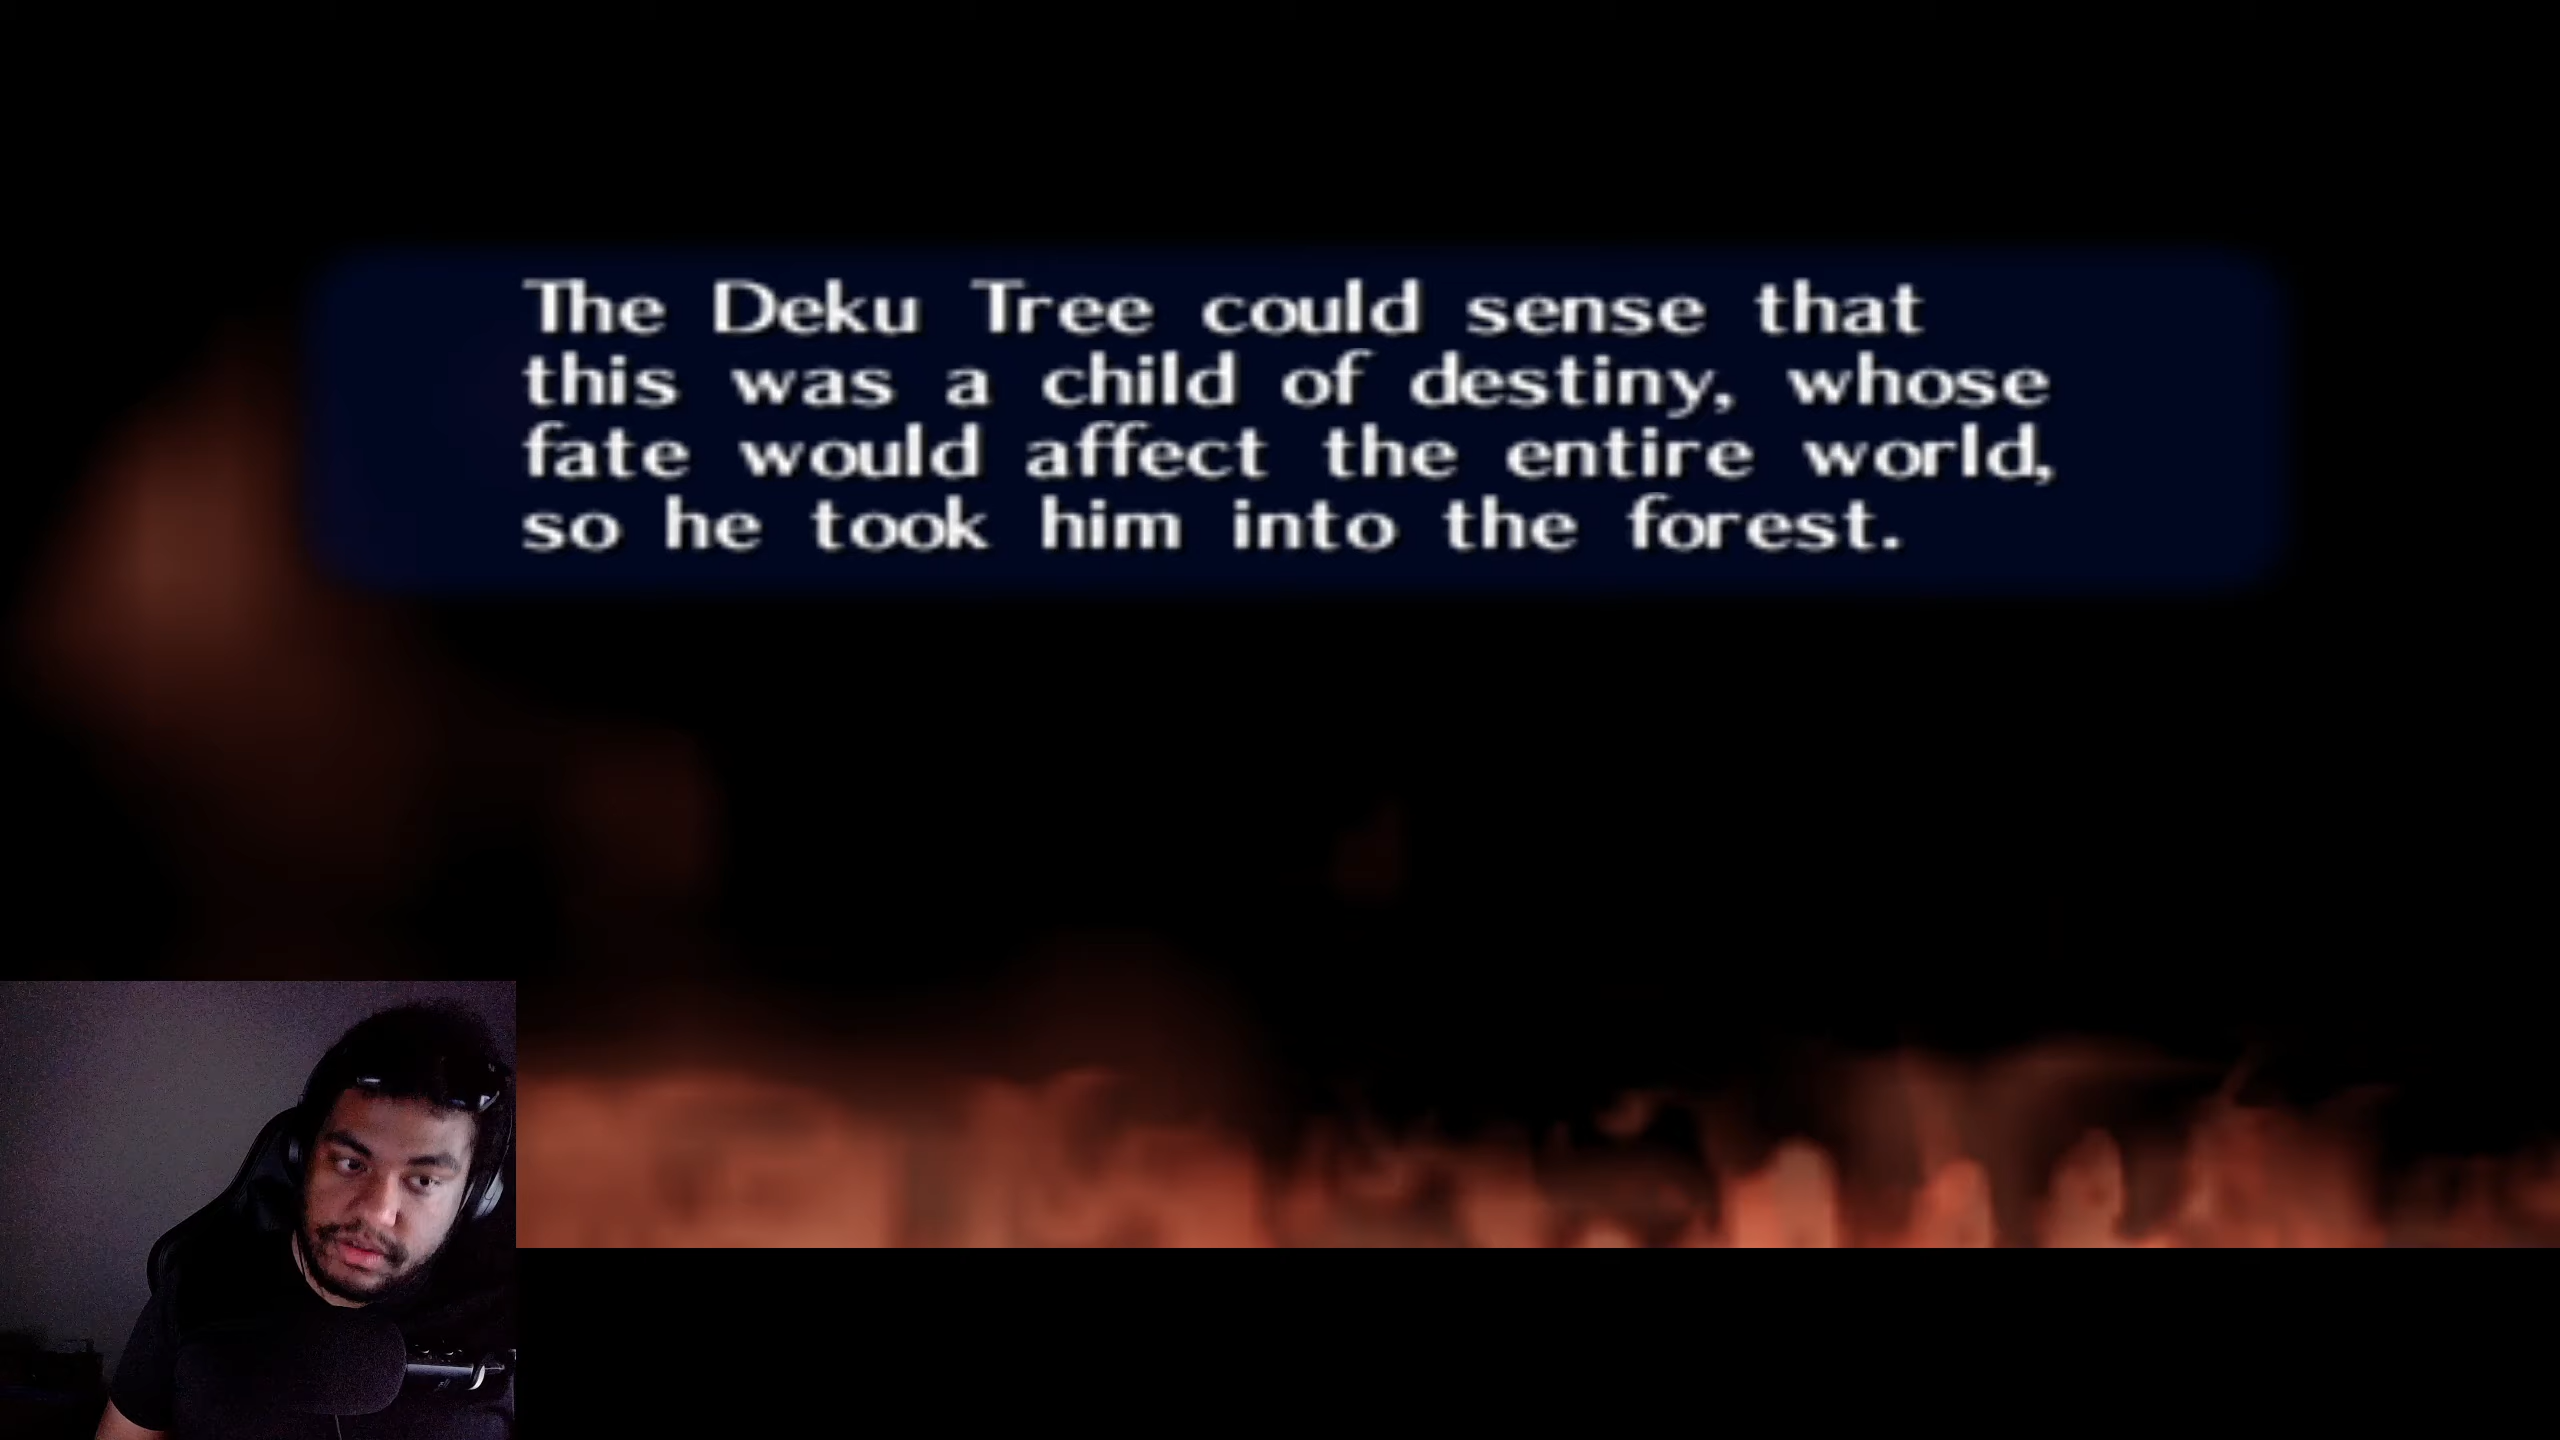 The Deku Tree could sense that
this was a child of destiny, whose
fate would affect the entire world,
so he took him into the forest.